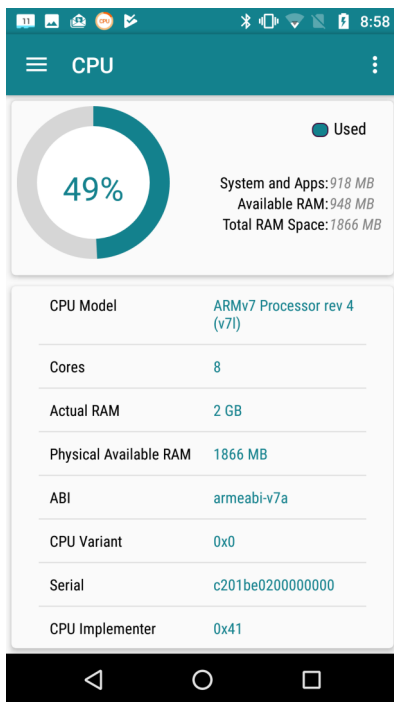 11 CPU 8:58
CPU
49%
Used
System and Apps:918 MB
Available RAM:948 MB
Total RAM Space:1866 MB
CPU Model ARMv7 Processor rev 4
(v7l)
Cores 8
Actual RAM 2 GB
Physical Available RAM 1866 MB
ABI armeabi-v7a
CPU Variant 0x0
Serial c201be0200000000
CPU Implementer 0x41